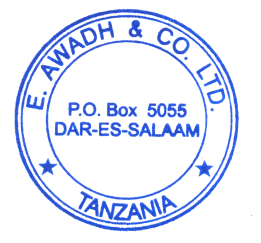 E. AWADH & CO. LTD.
P.O. Box 5055
DAR-ES-SALAAM
TANZANIA